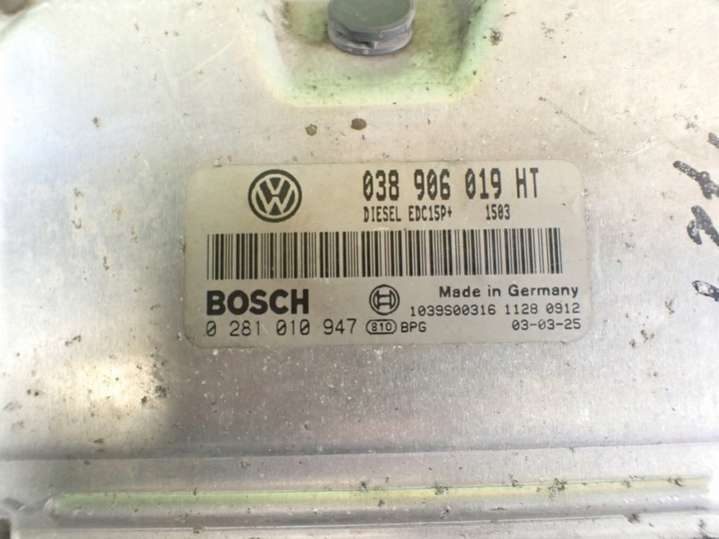 038 906 019 HT
DIESEL EDC15P+ 1503
BOSCH Made in Germany
1039S00316 1128 0912
0 281 010 947 810 BPG 03-03-25